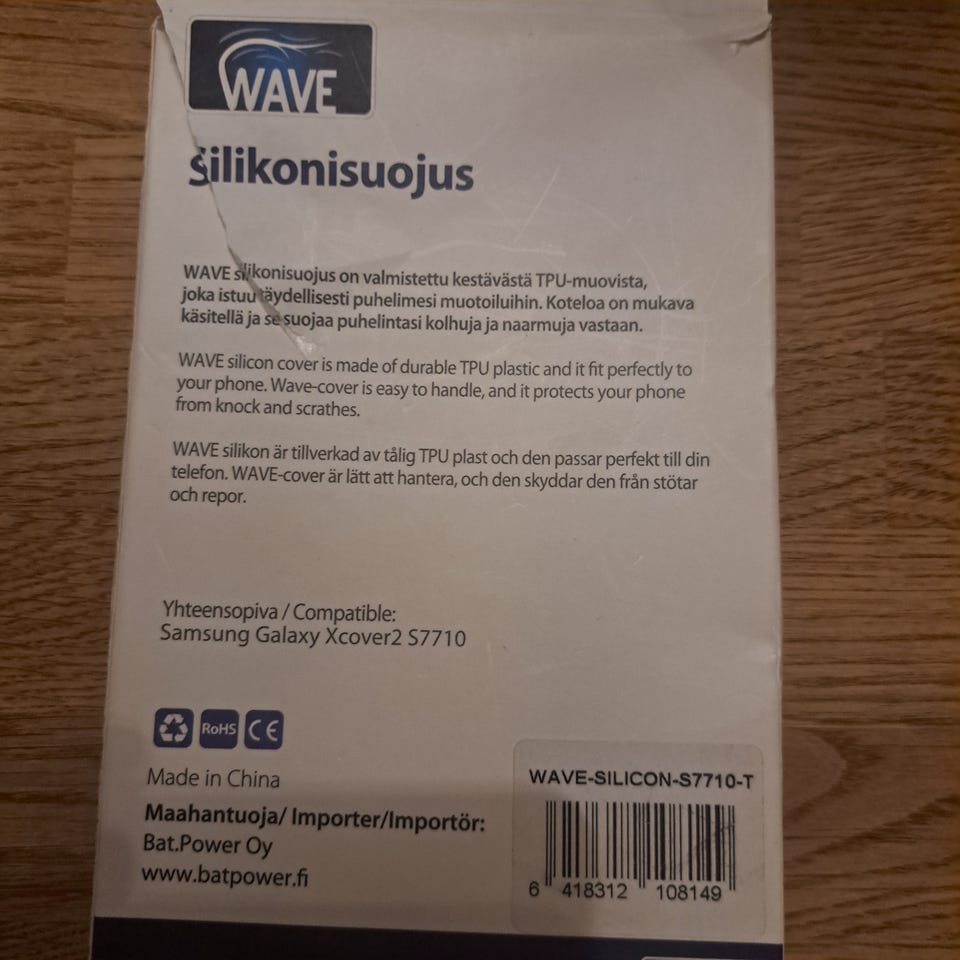 WAVE
Silikonisuojus
WAVE silikonisuojus on valmistettu kestävästä TPU-muovista,
joka istuu täydellisesti puhelimesi muotoiluihin. Koteloa on mukava
käsitellä ja se suojaa puhelintasi kolhuja ja naarmuja vastaan.
WAVE silicon cover is made of durable TPU plastic and it fit perfectly to
your phone. Wave-cover is easy to handle, and it protects your phone
from knock and scrathes.
WAVE silikon är tillverkad av tålig TPU plast och den passar perfekt till din
telefon. WAVE-cover är lätt att hantera, och den skyddar den från stötar
och repor.
Yhteensopiva / Compatible:
Samsung Galaxy Xcover2 S7710
RoHS CE
Made in China
Maahantuoja/ Importer/Importör:
Bat.Power Oy
www.batpower.fi
WAVE-SILICON-S7710-T
6 418312 108149